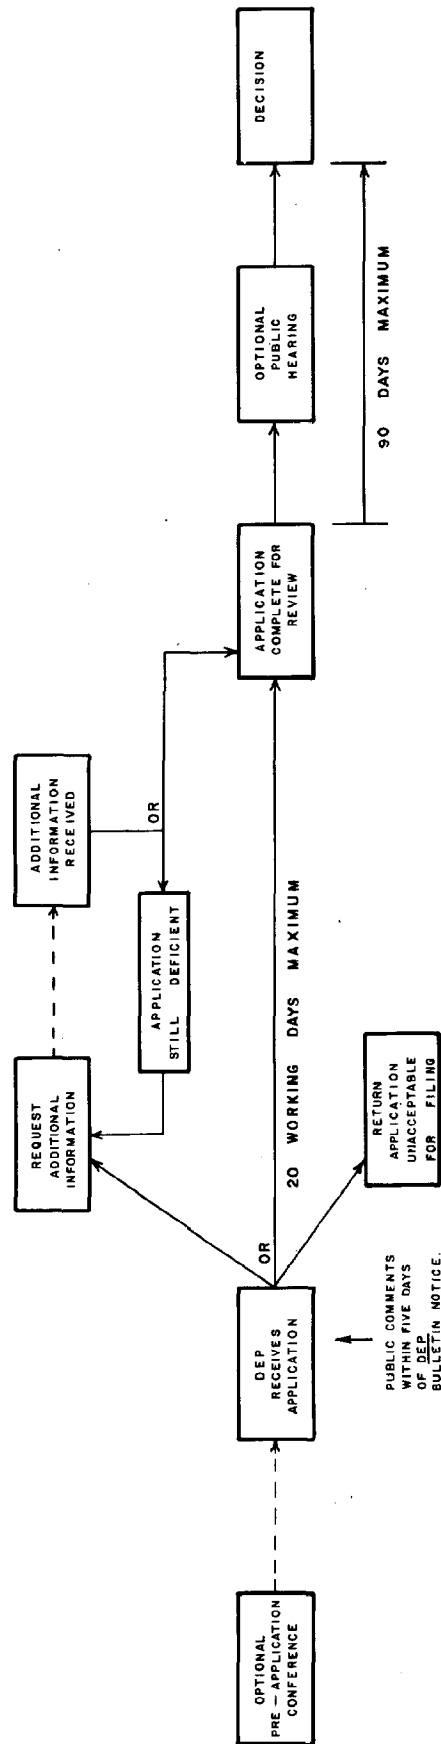 OPTIONAL
PRE – APPLICATION
CONFERENCE
DEP
RECEIVES
APPLICATION
PUBLIC COMMENTS
WITHIN FIVE DAYS
OF DEP
BULLETIN NOTICE.
OR
REQUEST
ADDITIONAL
INFORMATION
ADDITIONAL
INFORMATION
RECEIVED
OR
APPLICATION
STILL DEFICIENT
20 WORKING DAYS MAXIMUM
RETURN
APPLICATION
UNACCEPTABLE
FOR FILING
APPLICATION
COMPLETE FOR
REVIEW
OPTIONAL
PUBLIC
HEARING
90 DAYS MAXIMUM
DECISION